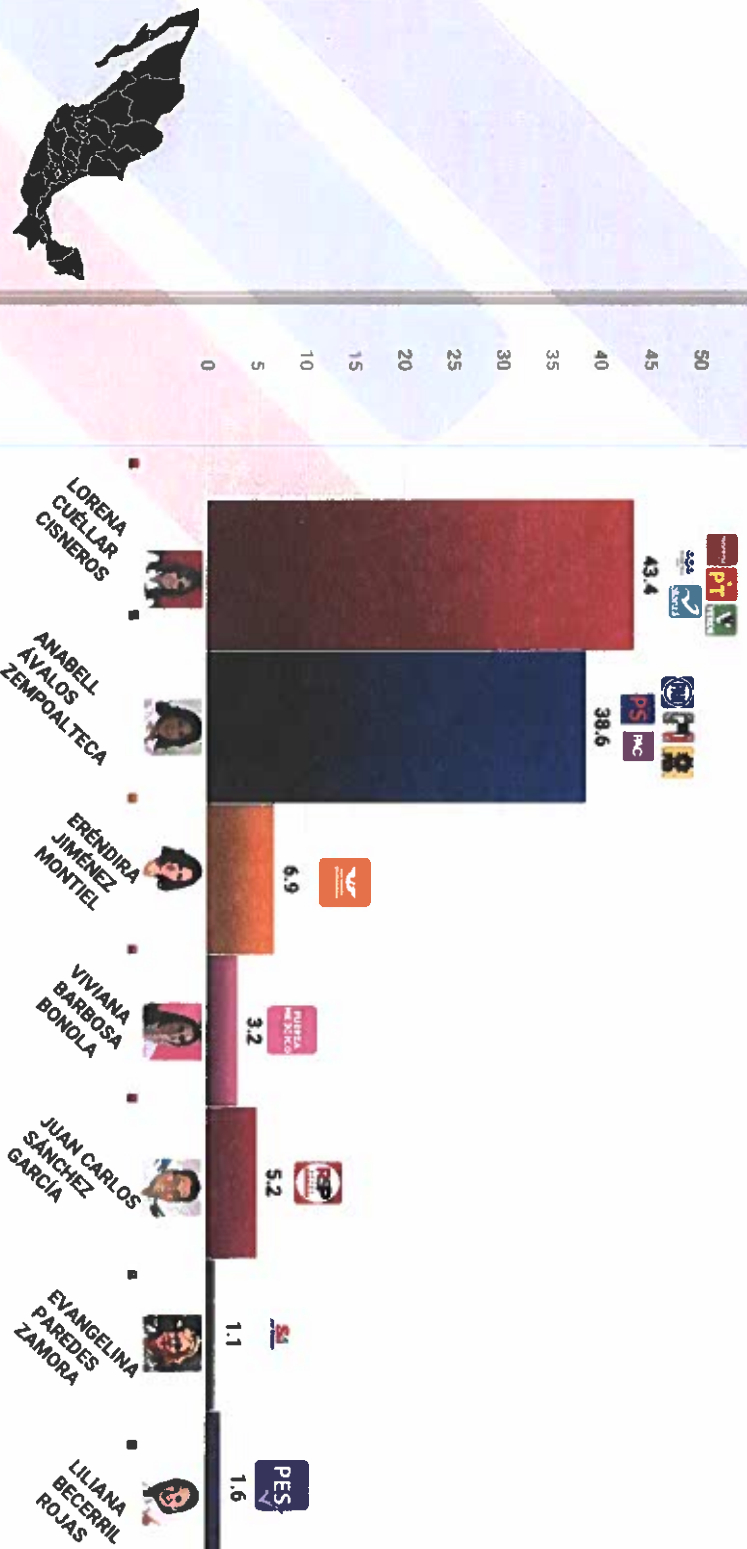 50
45
40
35
30
25
20
15
10
5
0
PT
VERDE
43.4
PAN
PS
PAC
38.6
6.9
FUERZA
MÉXICO
3.2
RSP
5.2
1.1
PES
1.6
LORENA
CUÉLLAR
CISNEROS
ANABELL
ÁVALOS
ZEMPOALTECA
ERÉNDIRA
JIMÉNEZ
MONTIEL
VIVIANA
BARBOSA
BONOLA
JUAN CARLOS
SÁNCHEZ
GARCÍA
EVANGELINA
PAREDES
ZAMORA
LILIANA
BECERRIL
ROJAS